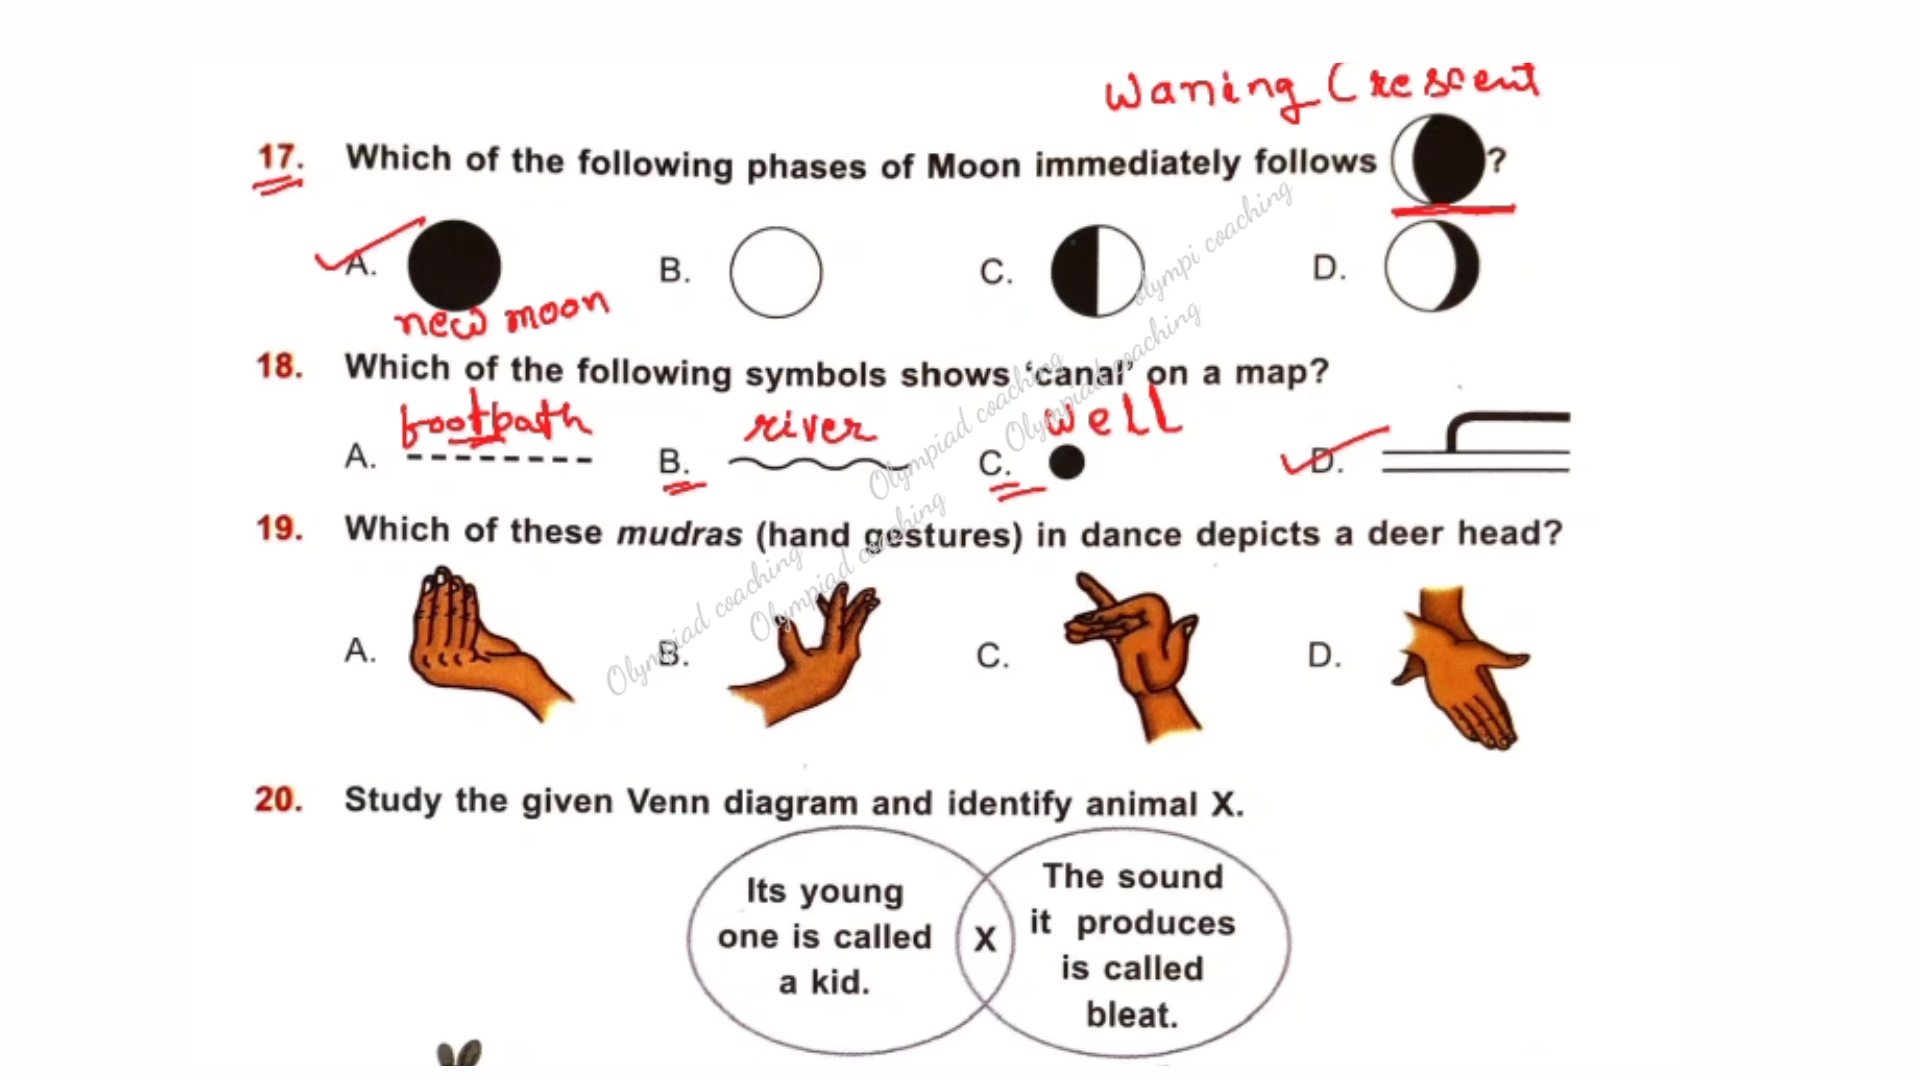 Waning Crescent
17. Which of the following phases of Moon immediately follows ?
A. B. C. D.
new moon
18. Which of the following symbols shows ‘canal’ on a map?
footpath river well
A. B. C. D.
19. Which of these mudras (hand gestures) in dance depicts a deer head?
A. B. C. D.
20. Study the given Venn diagram and identify animal X.
Its young
one is called
a kid.
X
The sound
it produces
is called
bleat.
olympi coaching
Olympiad coaching
Olympiad coaching
Olympiad coaching
Olympiad coaching